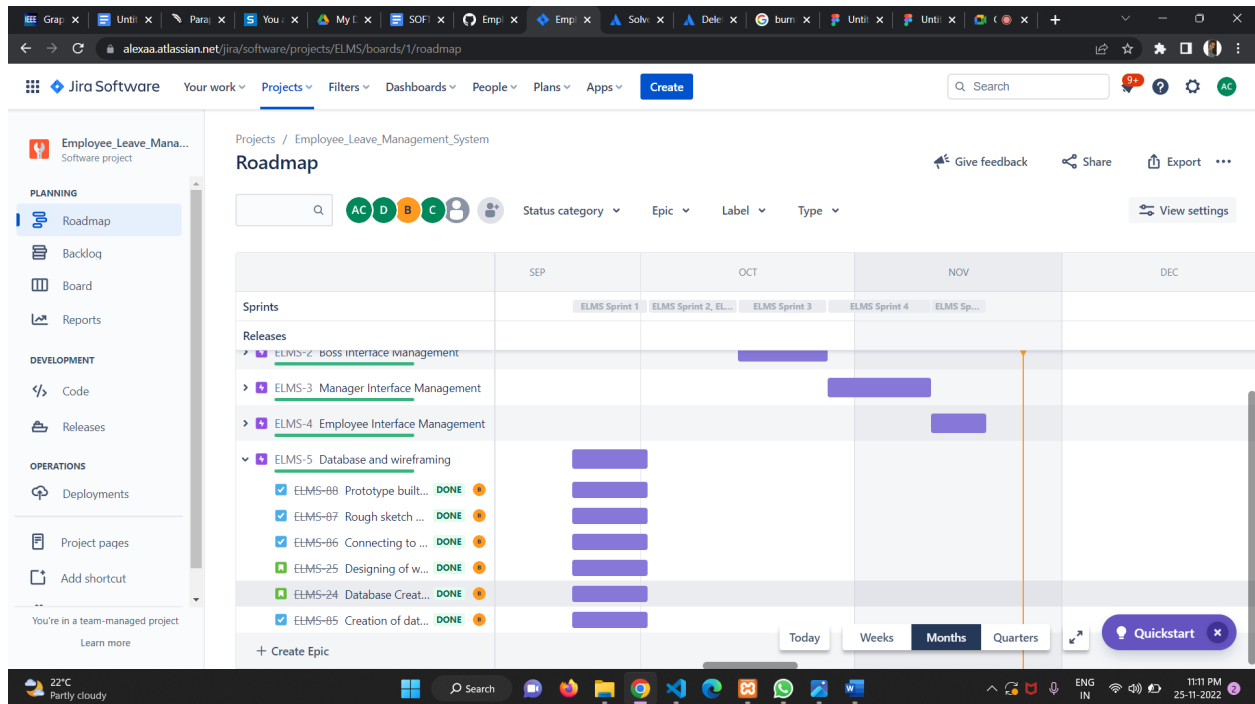 Grap Untit Paraj You a My D SOFT Empl Empl Solve Delet burn Untit Untit
alexaa.atlassian.net/jira/software/projects/ELMS/boards/1/roadmap
Jira Software Your work Projects Filters Dashboards People Plans Apps Create Search 9+ AC
Employee_Leave_Mana...
Software project
PLANNING
Roadmap
Backlog
Board
Reports
DEVELOPMENT
Code
Releases
OPERATIONS
Deployments
Project pages
Add shortcut
You're in a team-managed project
Learn more
Projects / Employee_Leave_Management_System
Roadmap
Give feedback Share Export
AC D B C Status category Epic Label Type View settings
SEP OCT NOV DEC
Sprints ELMS Sprint 1 ELMS Sprint 2, EL... ELMS Sprint 3 ELMS Sprint 4 ELMS Sp...
Releases
ELMS-2 Boss Interface Management
ELMS-3 Manager Interface Management
ELMS-4 Employee Interface Management
ELMS-5 Database and wireframing
ELMS-88 Prototype built... DONE B
ELMS-87 Rough sketch ... DONE B
ELMS-86 Connecting to ... DONE B
ELMS-25 Designing of w... DONE B
ELMS-24 Database Creat... DONE B
ELMS-85 Creation of dat... DONE B
+ Create Epic
Today Weeks Months Quarters Quickstart
22°C
Partly cloudy
Search
ENG
IN
11:11 PM
25-11-2022
2